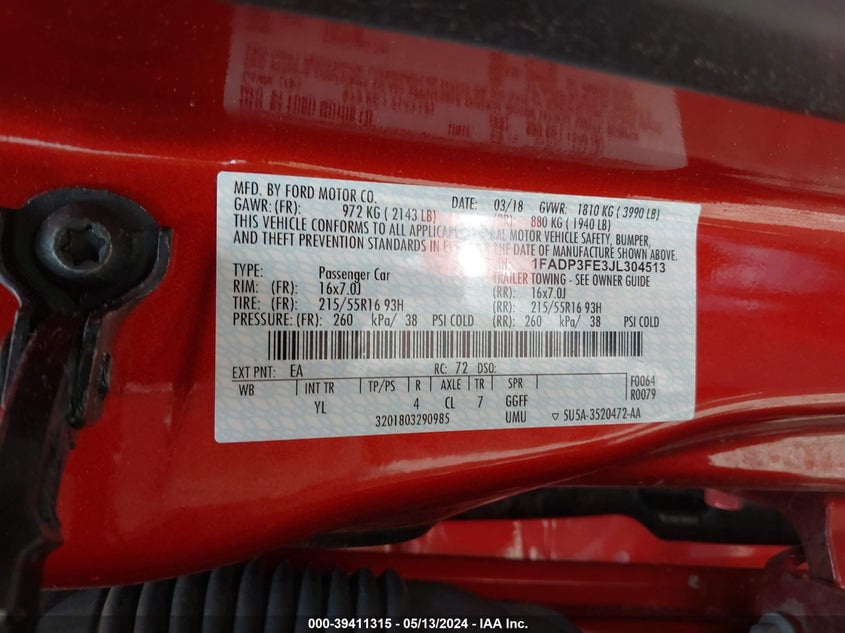 MFD. BY FORD MOTOR CO. DATE: 03/18 GVWR: 1810 KG ( 3990 LB)
GAWR: (FR): 972 KG ( 2143 LB) (RR): 880 KG ( 1940 LB)
THIS VEHICLE CONFORMS TO ALL APPLICABLE MOTOR VEHICLE SAFETY, BUMPER,
AND THEFT PREVENTION STANDARDS IN THE DATE OF MANUFACTURE SHOWN ABOVE.
1FADP3FE3JL304513
TYPE: Passenger Car TRAILER TOWING - SEE OWNER GUIDE
RIM: (FR): 16x7.0J (RR): 16x7.0J
TIRE: (FR): 215/55R16 93H (RR): 215/55R16 93H
PRESSURE: (FR): 260 kPa/ 38 PSI COLD (RR): 260 kPa/ 38 PSI COLD
EXT PNT: EA RC: 72 DSO:
WB INT TR TP/PS R AXLE TR SPR F0064
R0079
YL 4 CL 7 GGFF
3201803290985 UMU ▽ 5U5A-3520472-AA
000-39411315 - 05/13/2024 - IAA Inc.